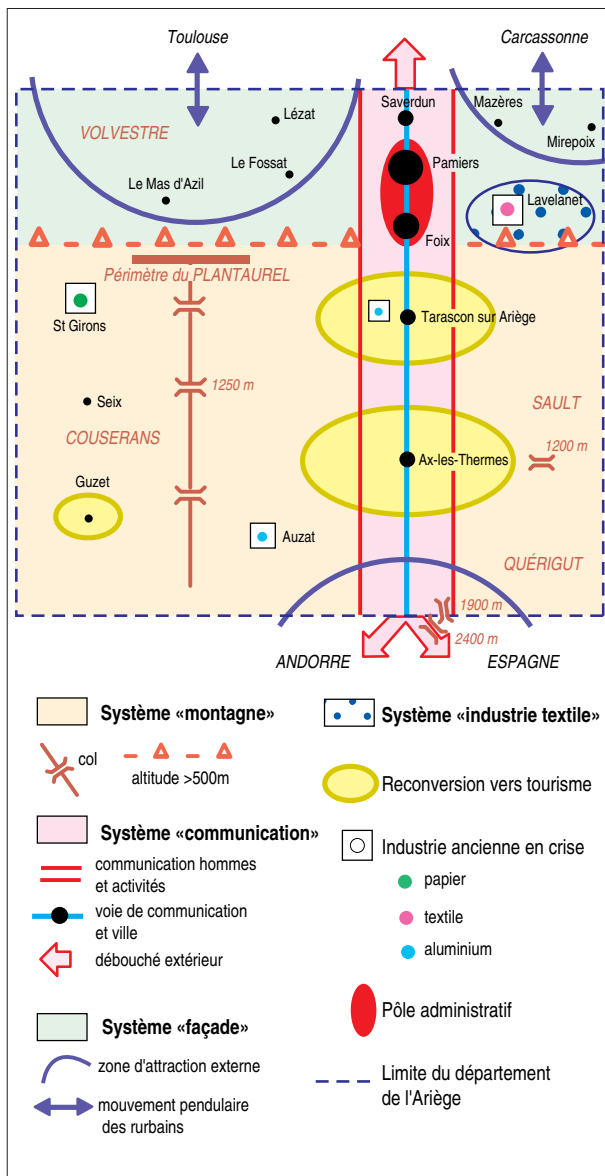 Toulouse
Carcassonne
Saverdun
Mazères
Lézat
VOLVESTRE
Mirepoix
Le Fossat
Pamiers
Le Mas d'Azil
Lavelanet
Foix
Périmètre du PLANTAUREL
St Girons
Tarascon sur Ariège
1250 m
Seix
SAULT
COUSERANS
1200 m
Ax-les-Thermes
Guzet
Auzat
QUÉRIGUT
1900 m
2400 m
ANDORRE
ESPAGNE
Système «montagne»
col
altitude >500m
Système «communication»
communication hommes
et activités
voie de communication
et ville
débouché extérieur
Système «façade»
zone d'attraction externe
mouvement pendulaire
des rurbains
Système «industrie textile»
Reconversion vers tourisme
Industrie ancienne en crise
papier
textile
aluminium
Pôle administratif
Limite du département
de l'Ariège